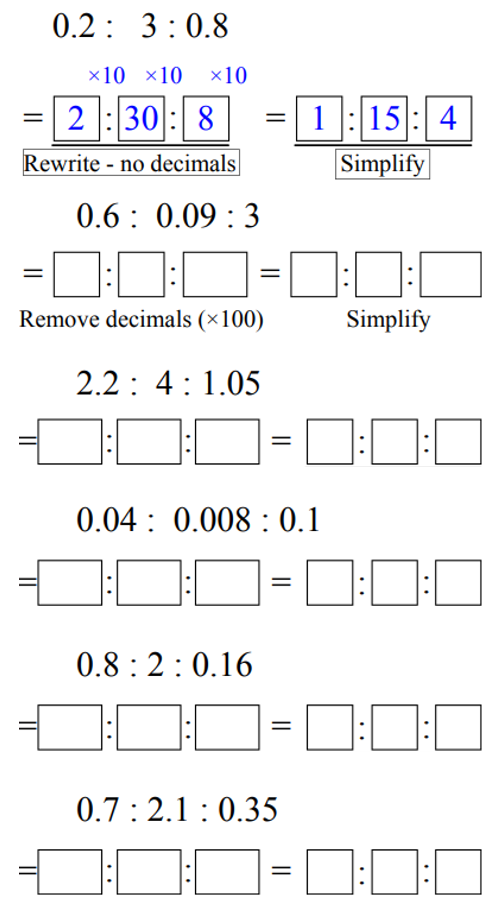 0.2 : 3 : 0.8
×10 ×10 ×10
= 2 : 30 : 8 = 1 : 15 : 4
Rewrite - no decimals Simplify
0.6 : 0.09 : 3
= : : = : :
Remove decimals (×100) Simplify
2.2 : 4 : 1.05
= : : = : :
0.04 : 0.008 : 0.1
= : : = : :
0.8 : 2 : 0.16
= : : = : :
0.7 : 2.1 : 0.35
= : : = : :